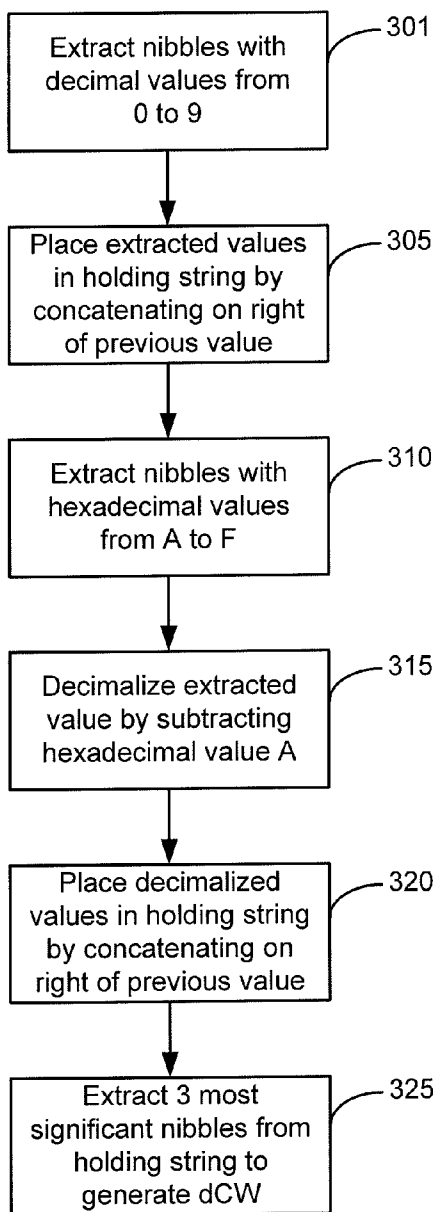 301
Extract nibbles with
decimal values from
0 to 9
305
Place extracted values
in holding string by
concatenating on right
of previous value
310
Extract nibbles with
hexadecimal values
from A to F
315
Decimalize extracted
value by subtracting
hexadecimal value A
320
Place decimalized
values in holding string
by concatenating on
right of previous value
325
Extract 3 most
significant nibbles from
holding string to
generate dCW